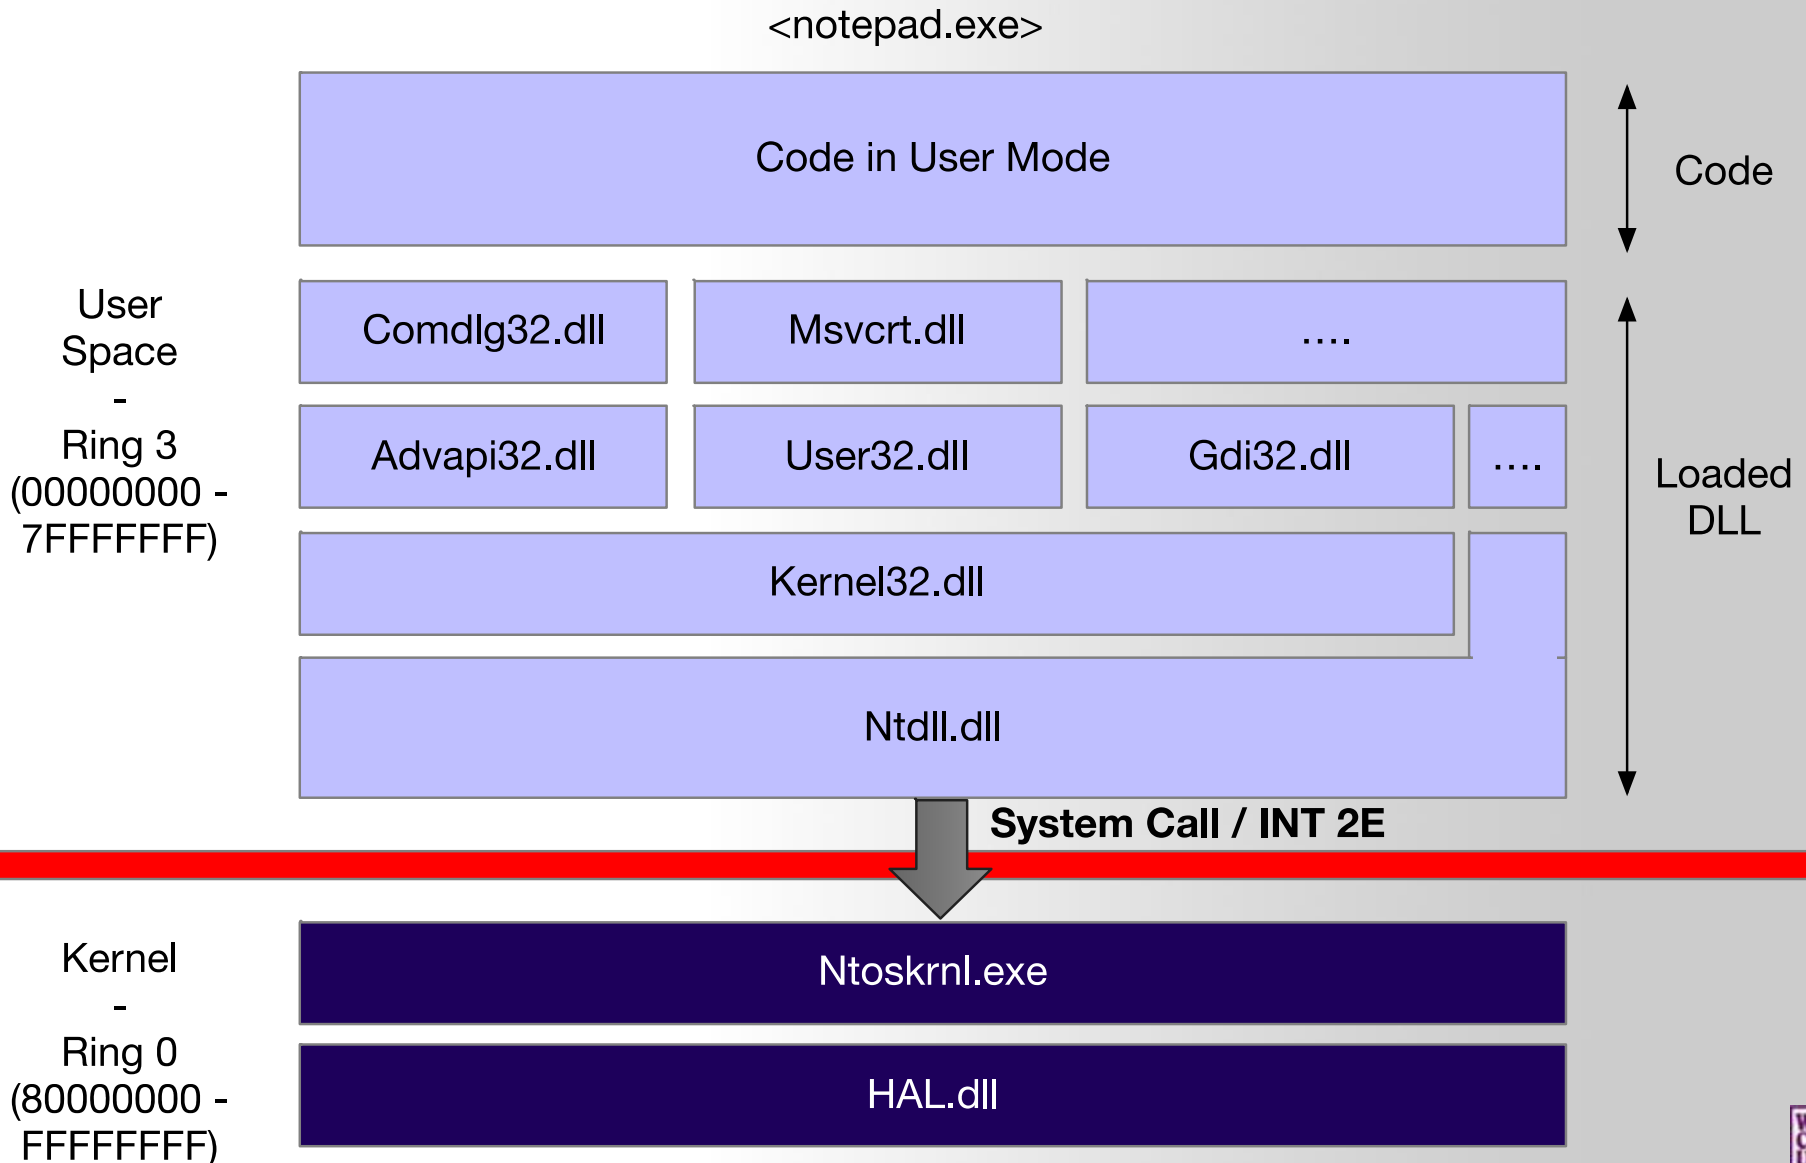 <notepad.exe>
Code in User Mode
Code
User
Space
-
Ring 3
(00000000 -
7FFFFFFF)
Comdlg32.dll
Msvcrt.dll
....
Advapi32.dll
User32.dll
Gdi32.dll
....
Loaded
DLL
Kernel32.dll
Ntdll.dll
System Call / INT 2E
Kernel
-
Ring 0
(80000000 -
FFFFFFFF)
Ntoskrnl.exe
HAL.dll